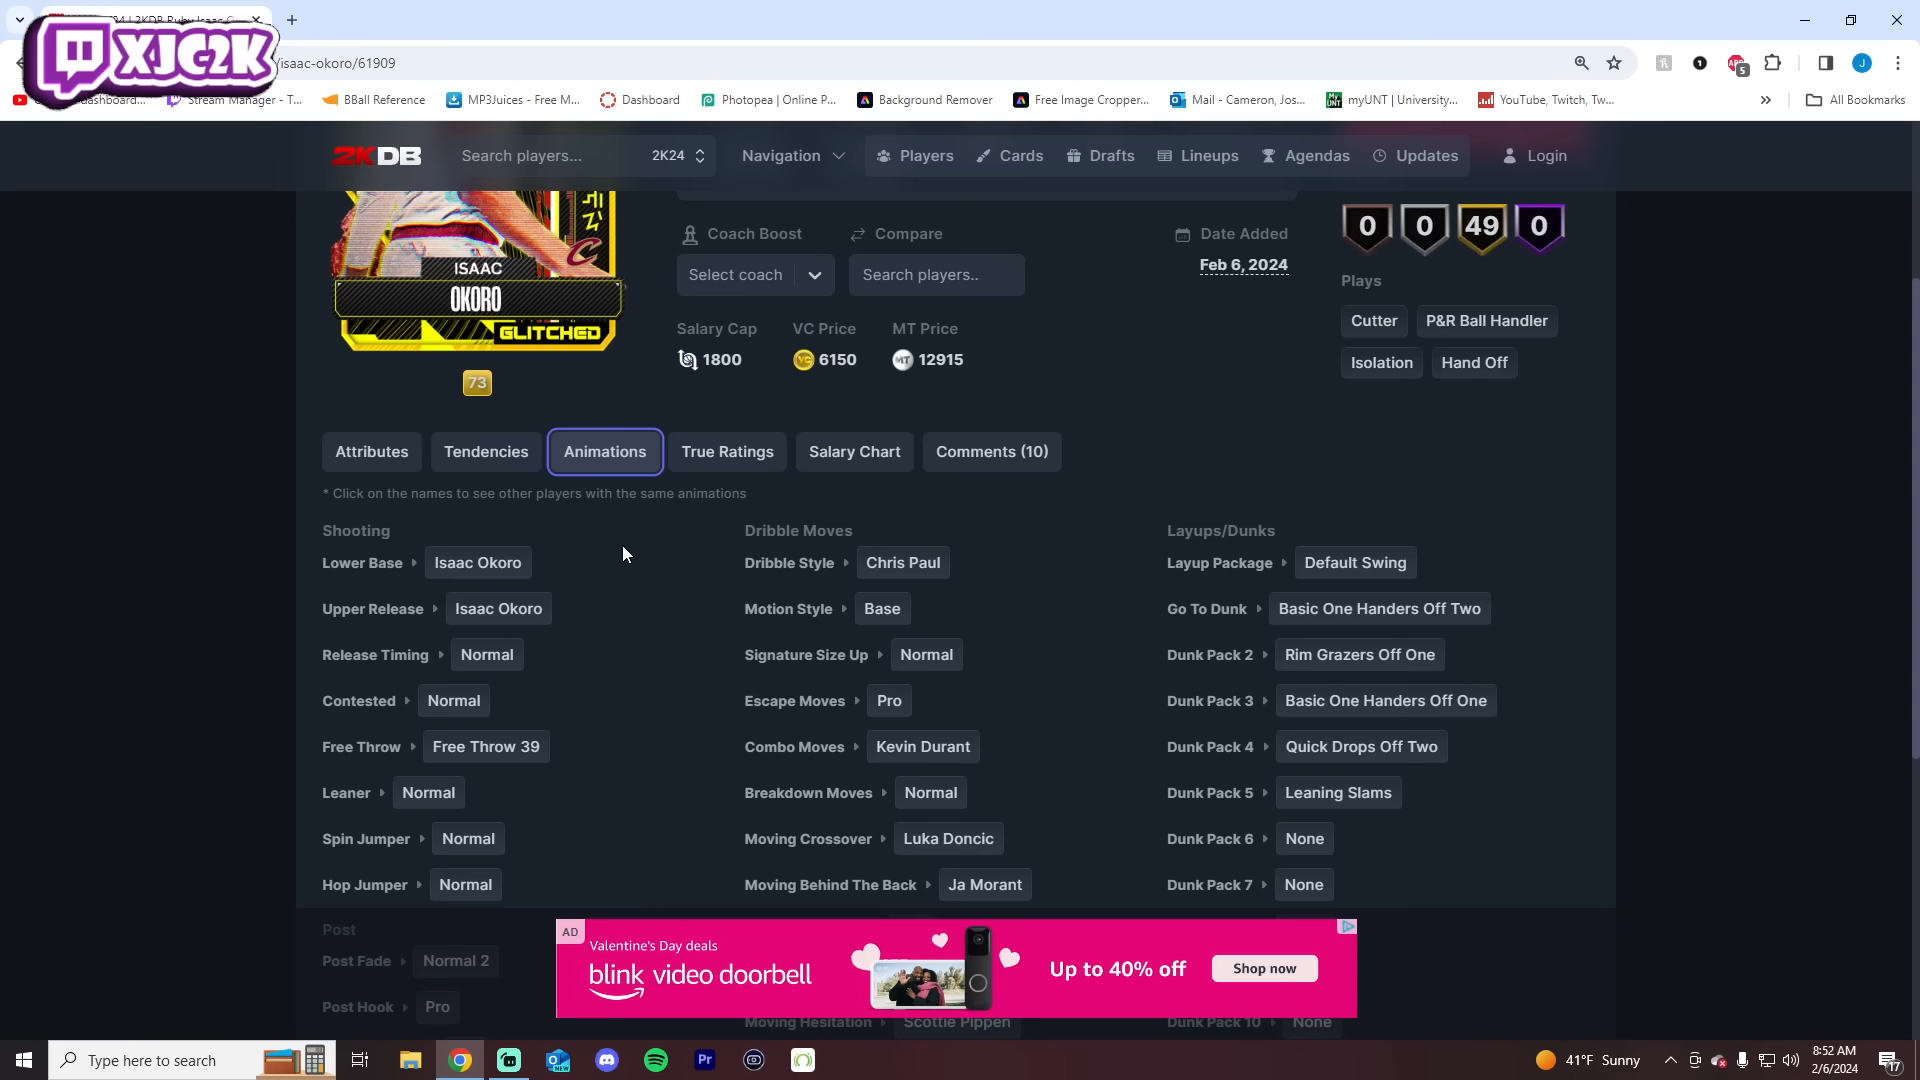 XJC2K
2KDB Ruby Isaac O
/isaac-okoro/61909
5
J
dashboard...
Stream Manager - T...
BBall Reference
MP3Juices - Free M...
Dashboard
Photopea | Online P...
Background Remover
Free Image Cropper...
Mail - Cameron, Jos...
myUNT | University...
YouTube, Twitch, Tw...
All Bookmarks
2KDB
Search players...
2K24
Navigation
Players
Cards
Drafts
Lineups
Agendas
Updates
Login
ISAAC
OKORO
GLITCHED
73
Coach Boost
Select coach
Compare
Search players..
Date Added
Feb 6, 2024
Salary Cap
1800
VC Price
VC 6150
MT Price
MT 12915
0 0 49 0
Plays
Cutter
P&R Ball Handler
Isolation
Hand Off
Attributes
Tendencies
Animations
True Ratings
Salary Chart
Comments (10)
* Click on the names to see other players with the same animations
Shooting
Lower Base Isaac Okoro
Upper Release Isaac Okoro
Release Timing Normal
Contested Normal
Free Throw Free Throw 39
Leaner Normal
Spin Jumper Normal
Hop Jumper Normal
Post
Post Fade Normal 2
Post Hook Pro
Dribble Moves
Dribble Style Chris Paul
Motion Style Base
Signature Size Up Normal
Escape Moves Pro
Combo Moves Kevin Durant
Breakdown Moves Normal
Moving Crossover Luka Doncic
Moving Behind The Back Ja Morant
Moving Hesitation Scottie Pippen
Layups/Dunks
Layup Package Default Swing
Go To Dunk Basic One Handers Off Two
Dunk Pack 2 Rim Grazers Off One
Dunk Pack 3 Basic One Handers Off One
Dunk Pack 4 Quick Drops Off Two
Dunk Pack 5 Leaning Slams
Dunk Pack 6 None
Dunk Pack 7 None
Dunk Pack 10 None
AD
Valentine's Day deals
blink video doorbell
Up to 40% off
Shop now
Type here to search
NEW
Pr
41°F Sunny
8:52 AM
2/6/2024
17